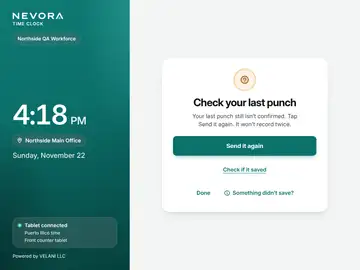 NEVORA
TIME CLOCK
Northside QA Workforce
4:18 PM
Northside Main Office
Sunday, November 22
Tablet connected
Puerto Rico time
Front counter tablet
Powered by VELANI LLC
Check your last punch
Your last punch still isn't confirmed. Tap
Send it again. It won't record twice.
Send it again
Check if it saved
Done
Something didn't save?